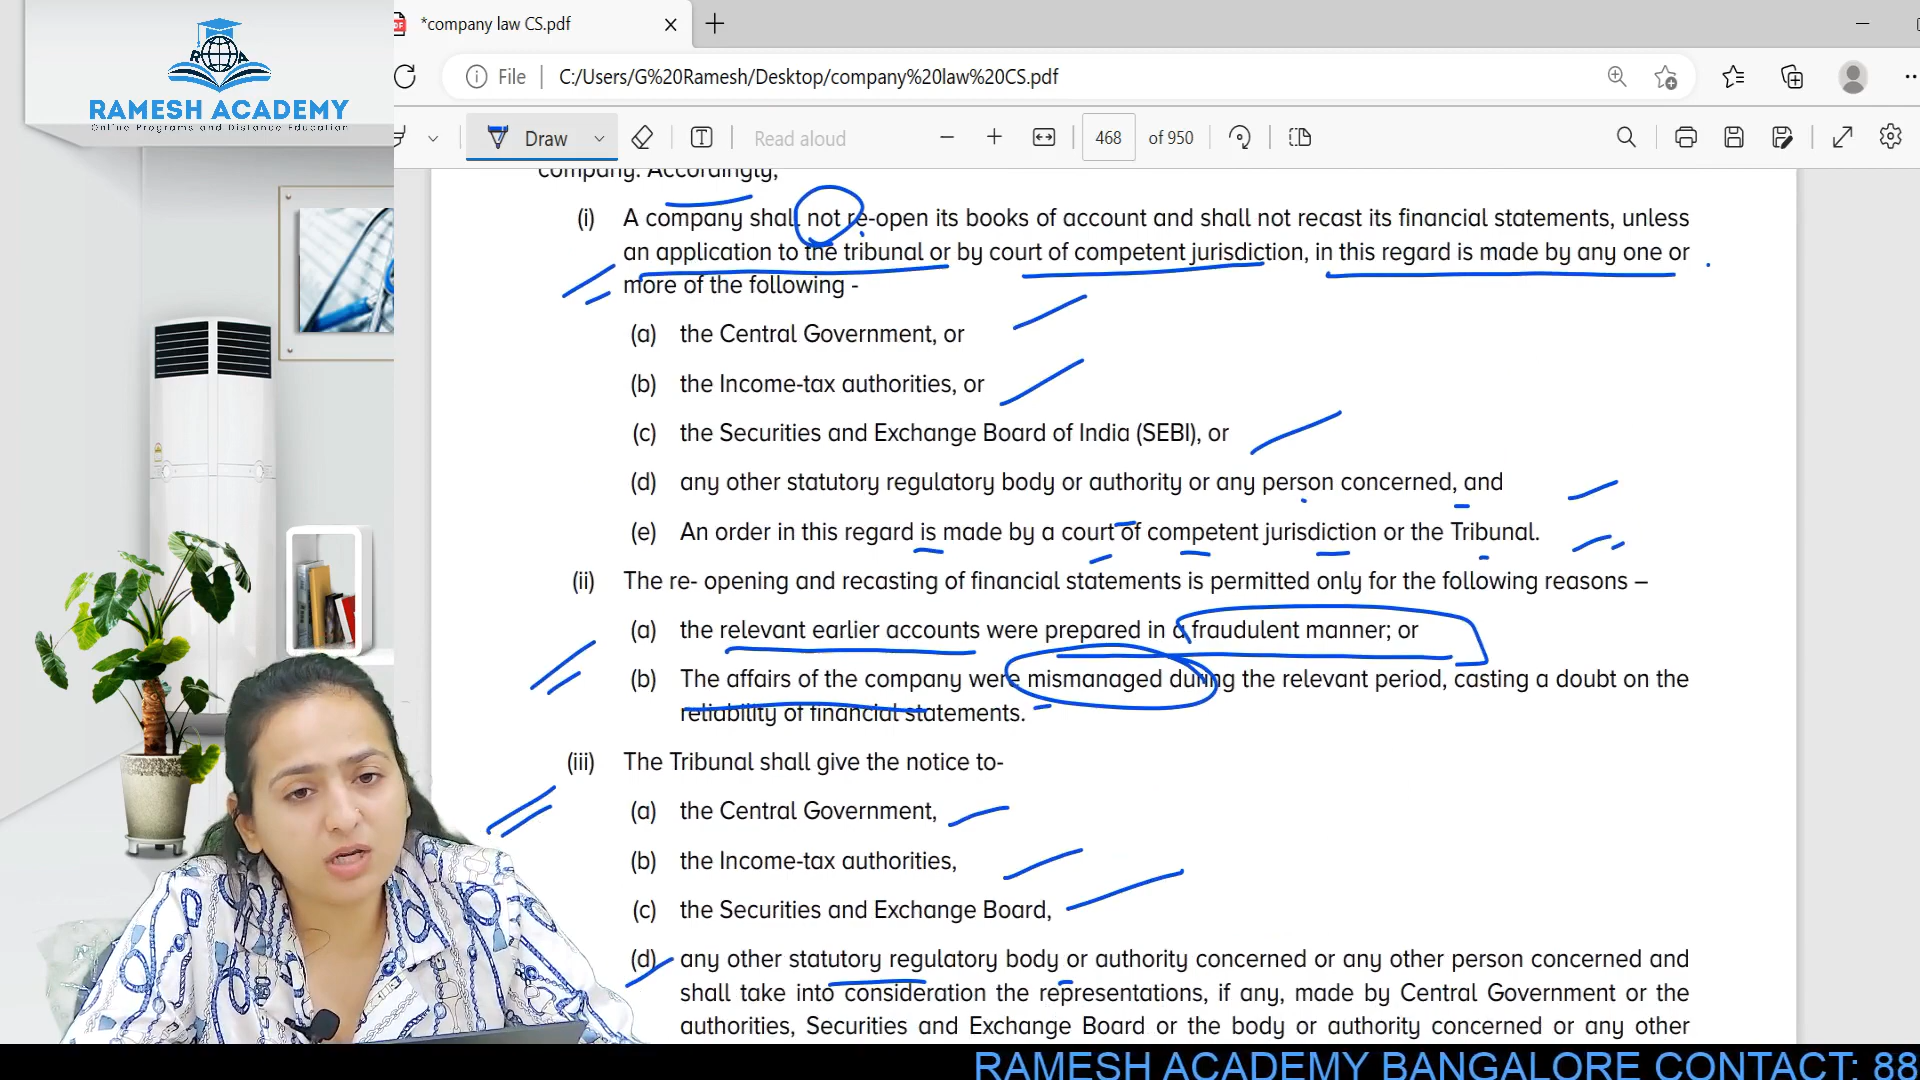 *company law CS.pdf
RAMESH ACADEMY
Online Programs and Distance Education
File C:/Users/G%20Ramesh/Desktop/company%20law%20CS.pdf
Draw Read aloud 468 of 950
company. Accordingly,
(i) A company shall not re-open its books of account and shall not recast its financial statements, unless
an application to the tribunal or by court of competent jurisdiction, in this regard is made by any one or
more of the following -
(a) the Central Government, or
(b) the Income-tax authorities, or
(c) the Securities and Exchange Board of India (SEBI), or
(d) any other statutory regulatory body or authority or any person concerned, and
(e) An order in this regard is made by a court of competent jurisdiction or the Tribunal.
(ii) The re- opening and recasting of financial statements is permitted only for the following reasons –
(a) the relevant earlier accounts were prepared in a fraudulent manner; or
(b) The affairs of the company were mismanaged during the relevant period, casting a doubt on the
reliability of financial statements.
(iii) The Tribunal shall give the notice to-
(a) the Central Government,
(b) the Income-tax authorities,
(c) the Securities and Exchange Board,
(d) any other statutory regulatory body or authority concerned or any other person concerned and
shall take into consideration the representations, if any, made by Central Government or the
authorities, Securities and Exchange Board or the body or authority concerned or any other
RAMESH ACADEMY BANGALORE CONTACT: 88